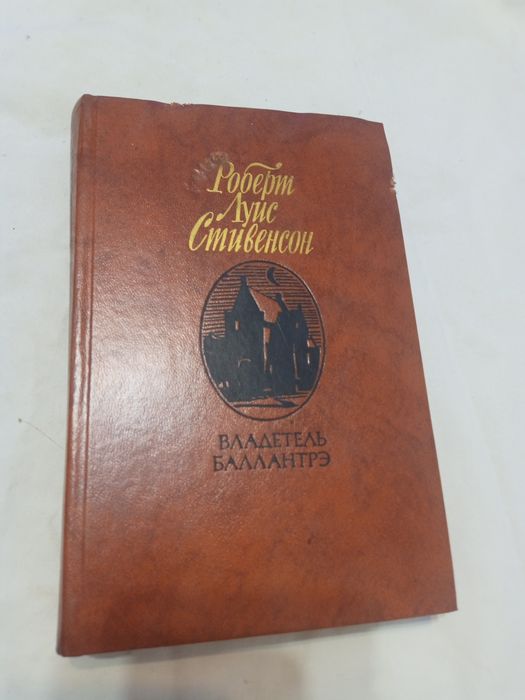 Роберт
Луис
Стивенсон
ВЛАДЕТЕЛЬ
БАЛЛАНТРЭ